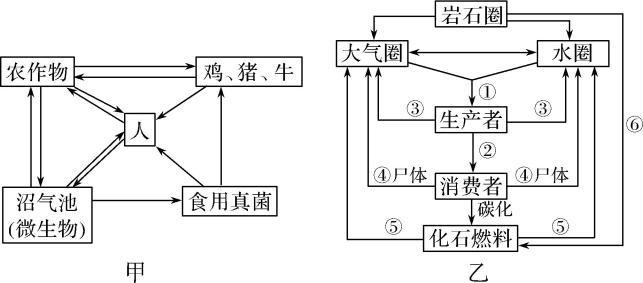 农作物
鸡、猪、牛
人
沼气池
(微生物)
食用真菌
甲
岩石圈
大气圈
水圈
①
③
生产者
③
②
⑥
④尸体
消费者
④尸体
碳化
⑤
化石燃料
⑤
乙